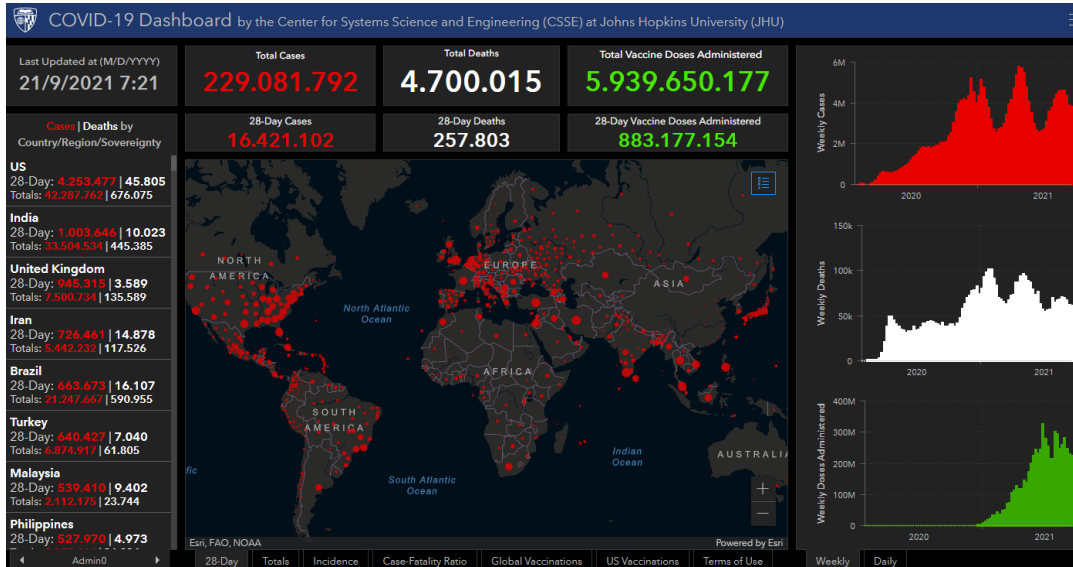 COVID-19 Dashboard by the Center for Systems Science and Engineering (CSSE) at Johns Hopkins University (JHU)
Last Updated at (M/D/YYYY)
21/9/2021 7:21
Total Cases
229.081.792
Total Deaths
4.700.015
Total Vaccine Doses Administered
5.939.650.177
28-Day Cases
16.421.102
28-Day Deaths
257.803
28-Day Vaccine Doses Administered
883.177.154
Cases | Deaths by
Country/Region/Sovereignty
US
28-Day: 4.253.477 | 45.805
Totals: 42.287.762 | 676.075
India
28-Day: 1.003.646 | 10.023
Totals: 33.504.534 | 445.385
United Kingdom
28-Day: 945.315 | 3.589
Totals: 7.500.734 | 135.589
Iran
28-Day: 726.461 | 14.878
Totals: 5.442.232 | 117.526
Brazil
28-Day: 663.673 | 16.107
Totals: 21.247.667 | 590.955
Turkey
28-Day: 640.427 | 7.040
Totals: 6.874.917 | 61.805
Malaysia
28-Day: 539.410 | 9.402
Totals: 2.112.175 | 23.744
Philippines
28-Day: 527.970 | 4.973
Admin0
NORTH
AMERICA
EUROPE
ASIA
North Atlantic
Ocean
AFRICA
SOUTH
AMERICA
Indian
Ocean
AUSTRALIA
fic
South Atlantic
Ocean
+
−
Esri, FAO, NOAA
Powered by Esri
28-Day
Totals
Incidence
Case-Fatality Ratio
Global Vaccinations
US Vaccinations
Terms of Use
Weekly Cases
6M
4M
2M
0
2020
2021
Weekly Deaths
150k
100k
50k
0
2020
2021
Weekly Doses Administered
400M
300M
200M
100M
0
2020
2021
Weekly
Daily